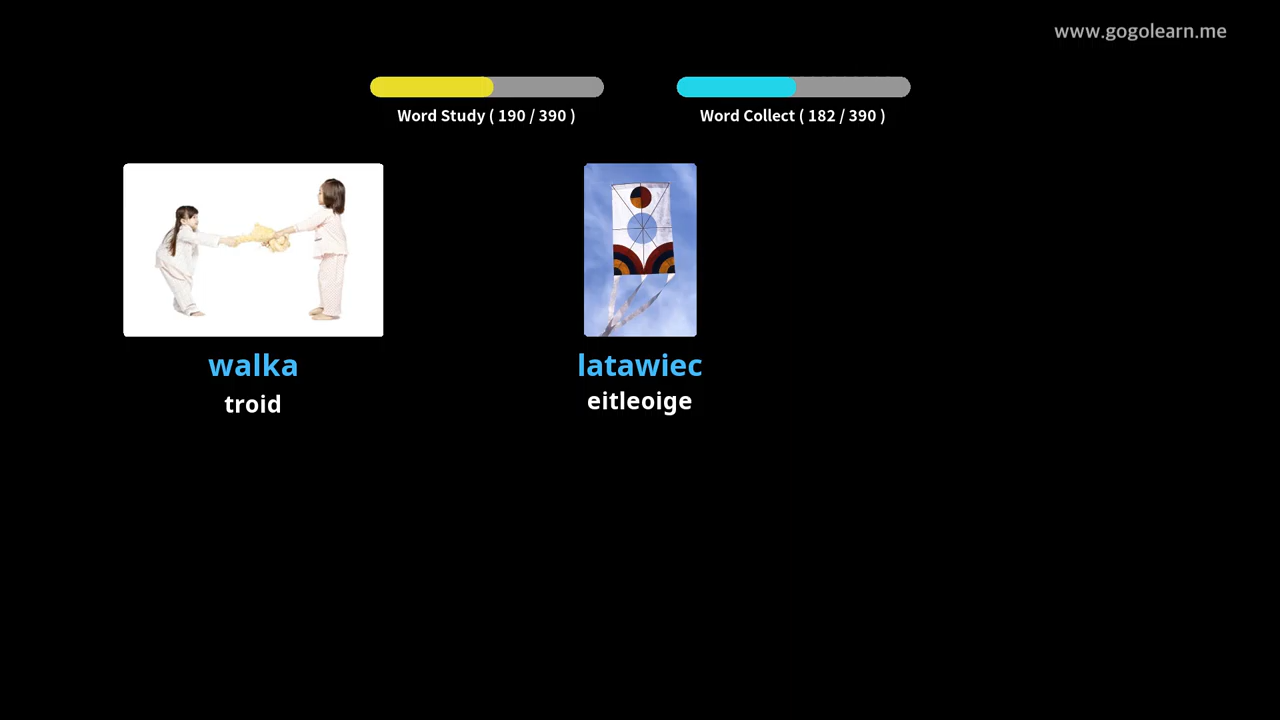 www.gogolearn.me
Word Study ( 190 / 390 )
Word Collect ( 182 / 390 )
walka
troid
latawiec
eitleoige